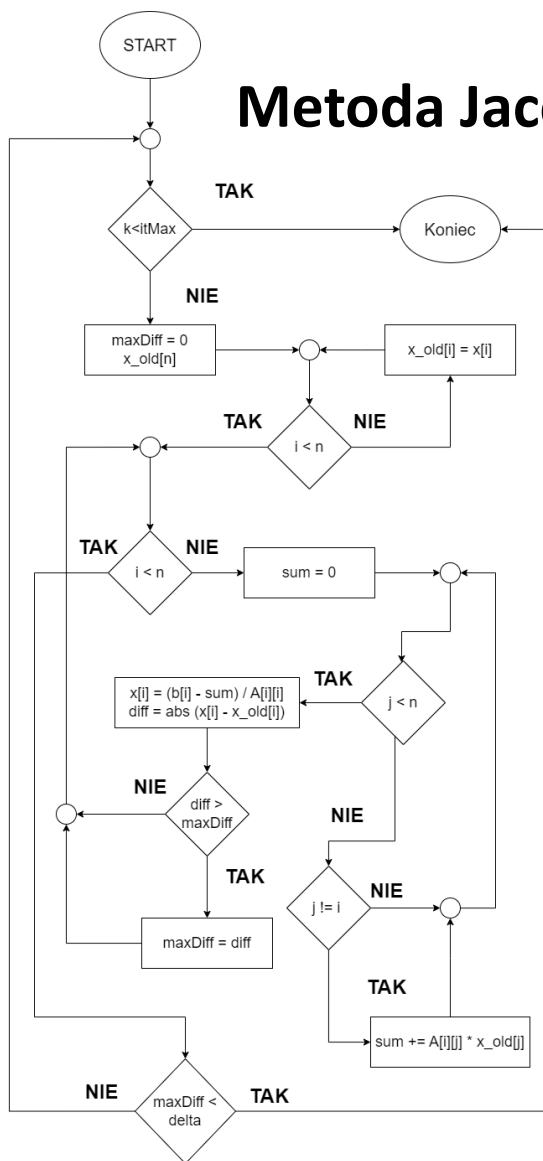 START
Metoda Jaco
TAK
k<itMax
Koniec
NIE
maxDiff = 0
x_old[n]
x_old[i] = x[i]
TAK
NIE
i < n
TAK
NIE
i < n
sum = 0
x[i] = (b[i] - sum) / A[i][i]
diff = abs (x[i] - x_old[i])
TAK
j < n
NIE
diff >
maxDiff
NIE
TAK
j != i
NIE
maxDiff = diff
TAK
sum += A[i][j] * x_old[j]
NIE
maxDiff <
delta
TAK